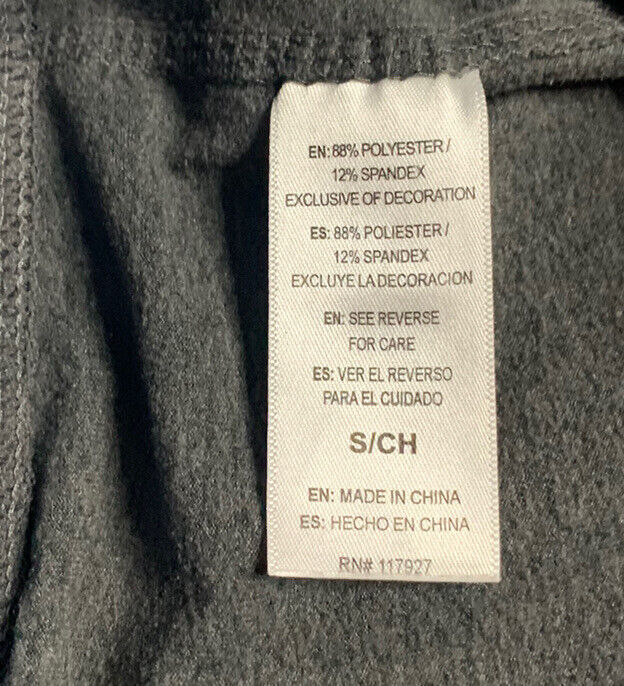 EN: 88% POLYESTER /
12% SPANDEX
EXCLUSIVE OF DECORATION
ES: 88% POLIESTER /
12% SPANDEX
EXCLUYE LA DECORACION
EN: SEE REVERSE
FOR CARE
ES: VER EL REVERSO
PARA EL CUIDADO
S/CH
EN: MADE IN CHINA
ES: HECHO EN CHINA
RN# 117927